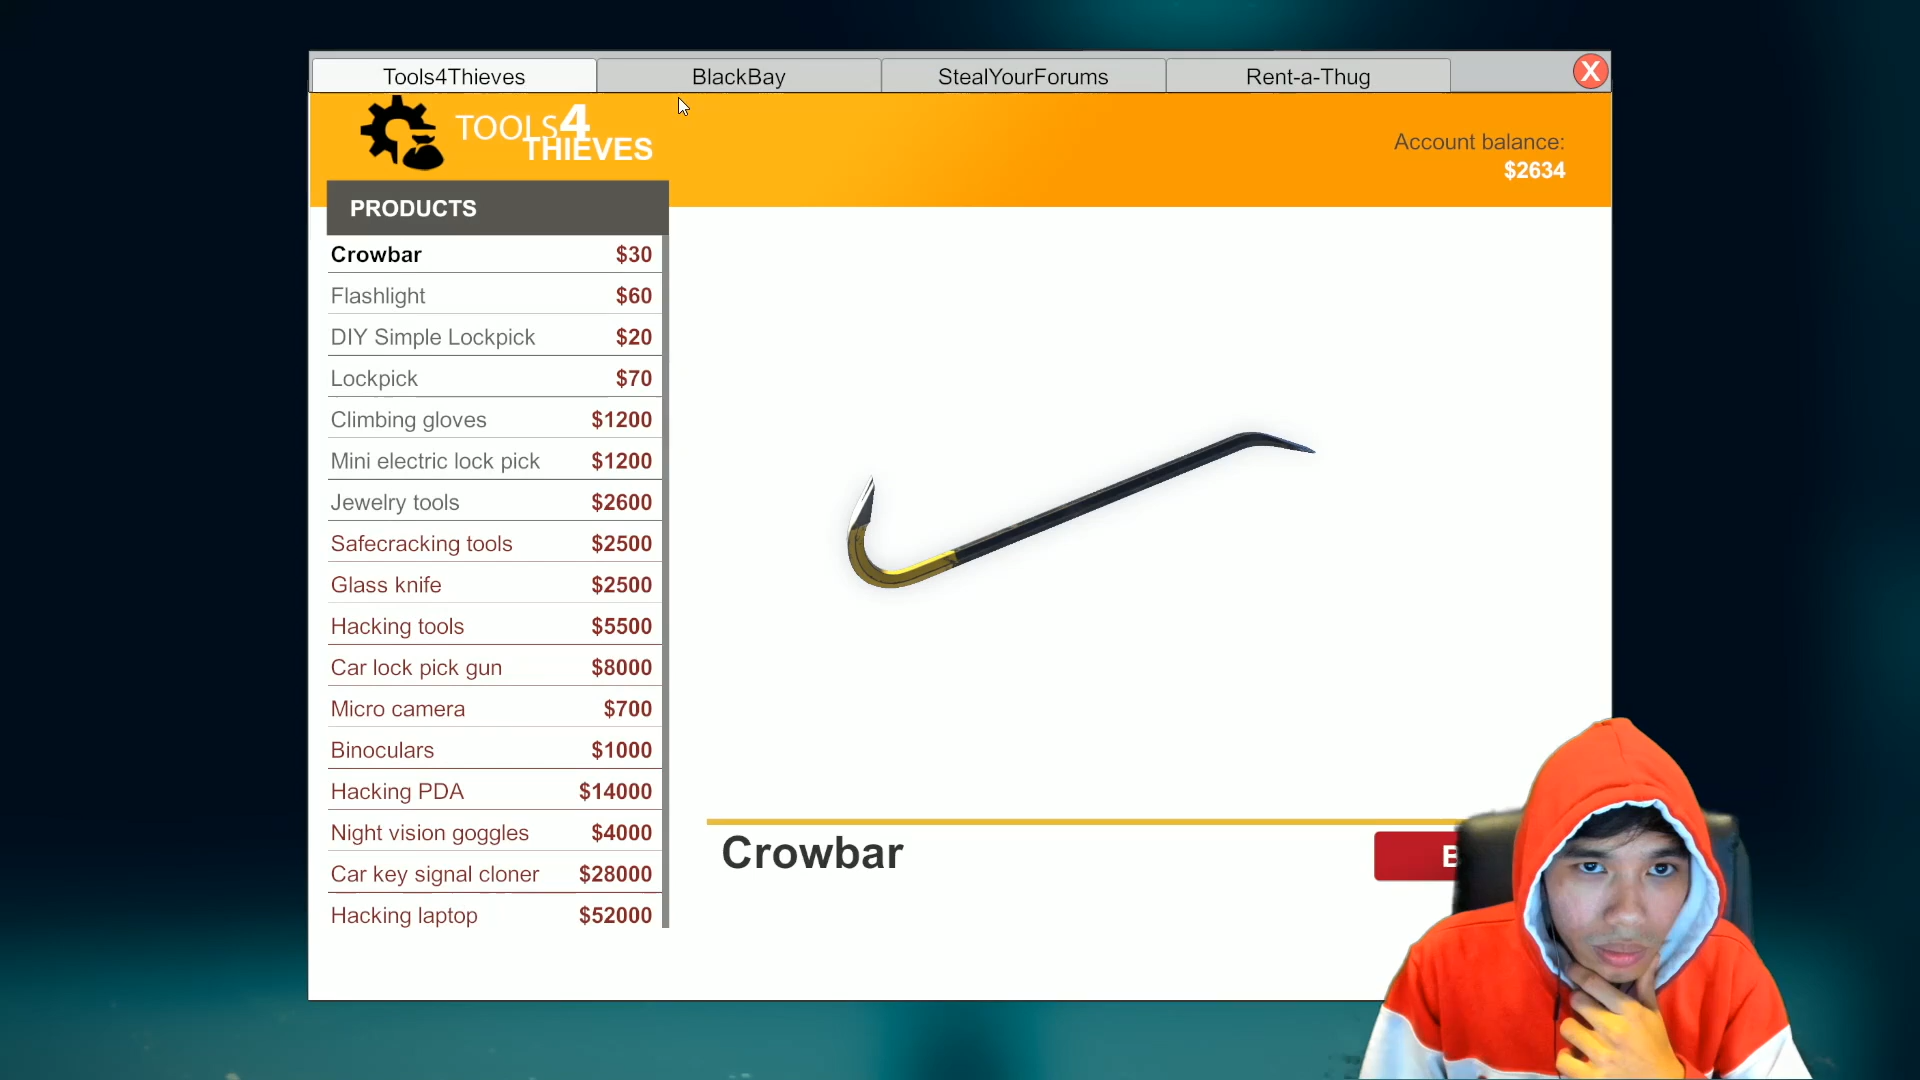 Tools4Thieves BlackBay StealYourForums Rent-a-Thug X
TOOLS4
THIEVES
Account balance:
$2634
PRODUCTS
Crowbar $30
Flashlight $60
DIY Simple Lockpick $20
Lockpick $70
Climbing gloves $1200
Mini electric lock pick $1200
Jewelry tools $2600
Safecracking tools $2500
Glass knife $2500
Hacking tools $5500
Car lock pick gun $8000
Micro camera $700
Binoculars $1000
Hacking PDA $14000
Night vision goggles $4000
Car key signal cloner $28000
Hacking laptop $52000
Crowbar